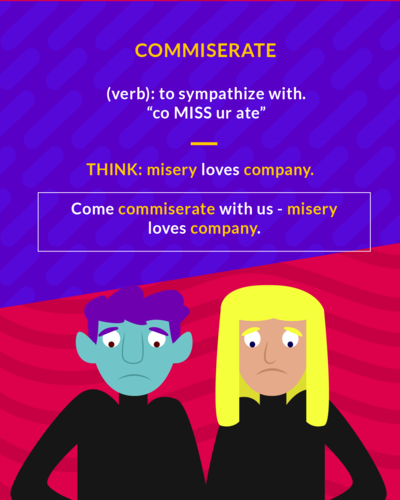 COMMISERATE
(verb): to sympathize with.
“co MISS ur ate”
THINK: misery loves company.
Come commiserate with us - misery
loves company.